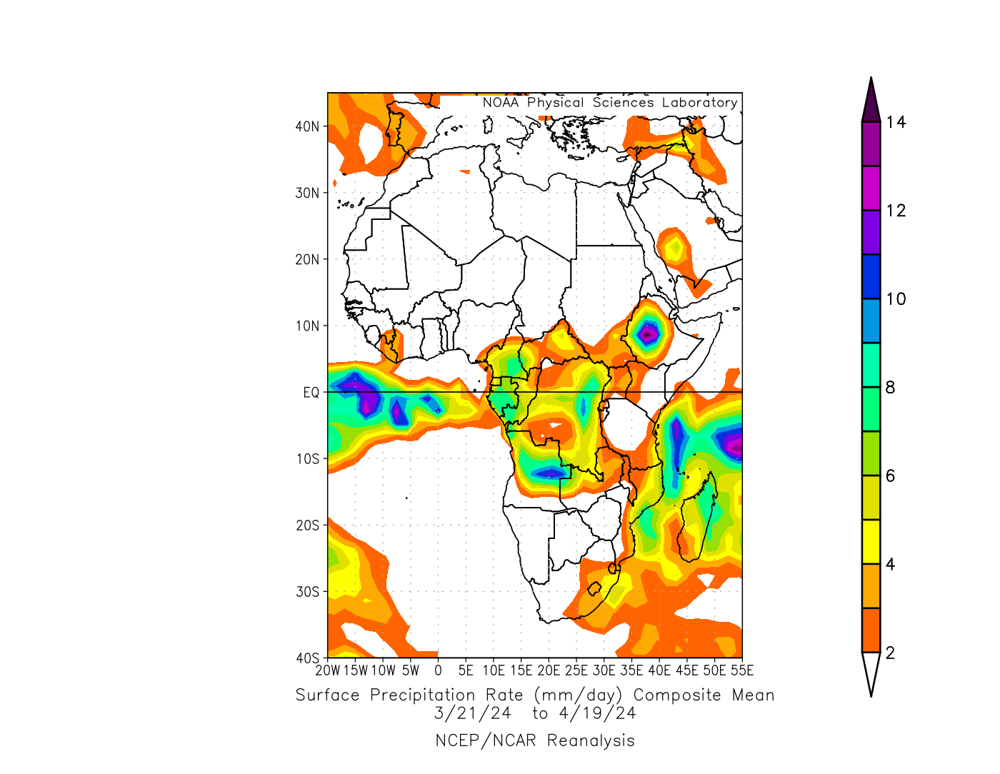 NOAA Physical Sciences Laboratory
40N
30N
20N
10N
EQ
10S
20S
30S
40S
20W 15W 10W 5W 0 5E 10E 15E 20E 25E 30E 35E 40E 45E 50E 55E
14
12
10
8
6
4
2
Surface Precipitation Rate (mm/day) Composite Mean
3/21/24 to 4/19/24
NCEP/NCAR Reanalysis